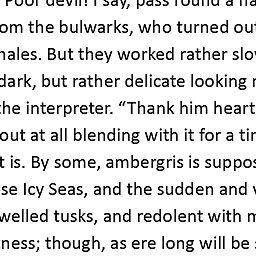 Poor devil! I say, pass round a ha
om the bulwarks, who turned out
hales. But they worked rather slo
dark, but rather delicate looking
he interpreter. “Thank him heart
out at all blending with it for a ti
t is. By some, ambergris is suppos
se Icy Seas, and the sudden and v
welled tusks, and redolent with m
ness; though, as ere long will be s